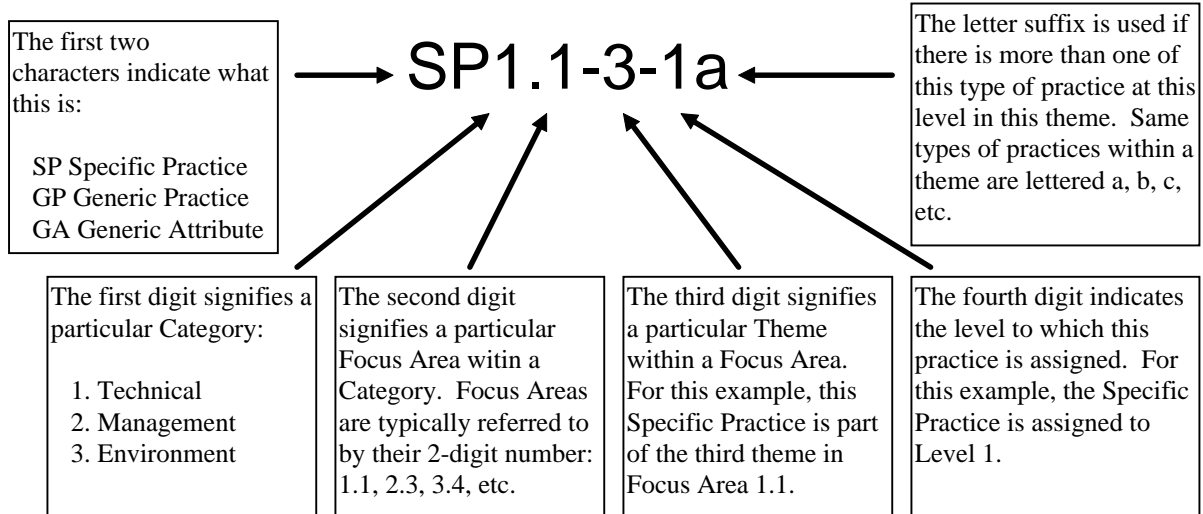 The first two
characters indicate what
this is:
SP Specific Practice
GP Generic Practice
GA Generic Attribute
SP1.1-3-1a
The letter suffix is used if
there is more than one of
this type of practice at this
level in this theme. Same
types of practices within a
theme are lettered a, b, c,
etc.
The first digit signifies a
particular Category:
1. Technical
2. Management
3. Environment
The second digit
signifies a particular
Focus Area witin a
Category. Focus Areas
are typically referred to
by their 2-digit number:
1.1, 2.3, 3.4, etc.
The third digit signifies
a particular Theme
within a Focus Area.
For this example, this
Specific Practice is part
of the third theme in
Focus Area 1.1.
The fourth digit indicates
the level to which this
practice is assigned. For
this example, the Specific
Practice is assigned to
Level 1.